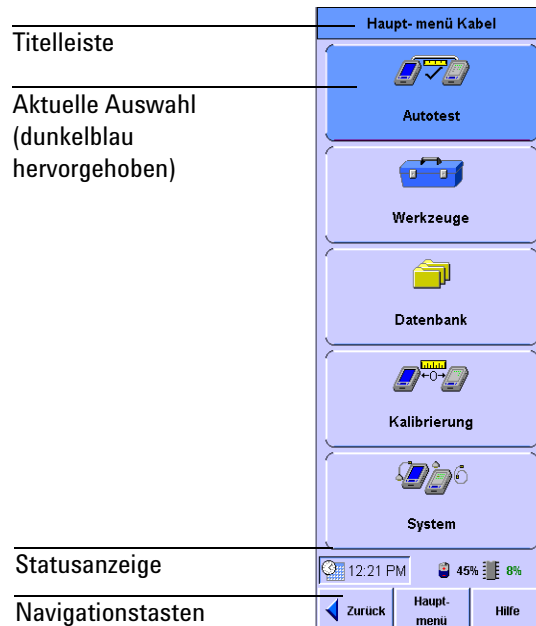 Haupt- menü Kabel
Titelleiste
Aktuelle Auswahl
(dunkelblau
hervorgehoben)
Autotest
Werkzeuge
Datenbank
←0→
Kalibrierung
System
Statusanzeige
12:21 PM 45% 8%
Navigationstasten
Zurück
Haupt-
menü
Hilfe